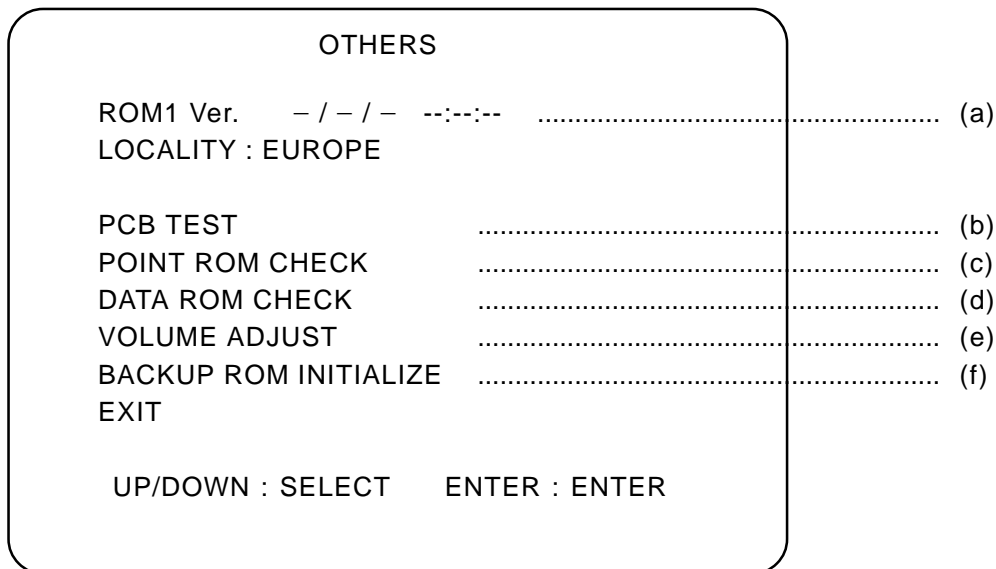 OTHERS
ROM1 Ver. – / – / – --:--:-- ...................................................... (a)
LOCALITY : EUROPE
PCB TEST .............................................................. (b)
POINT ROM CHECK .............................................................. (c)
DATA ROM CHECK .............................................................. (d)
VOLUME ADJUST .............................................................. (e)
BACKUP ROM INITIALIZE .............................................................. (f)
EXIT
UP/DOWN : SELECT ENTER : ENTER